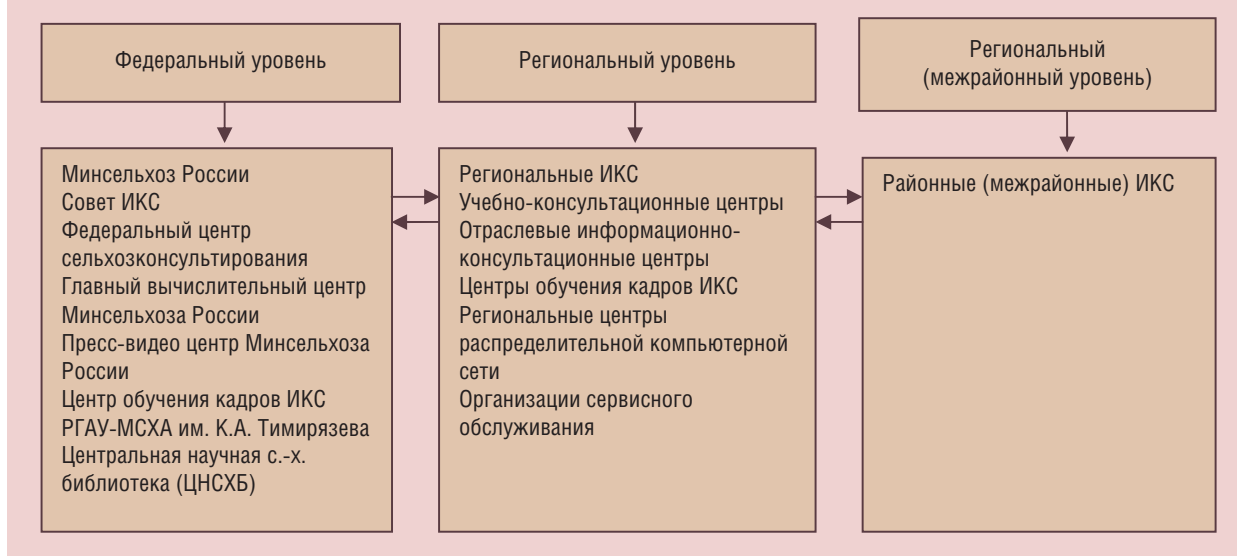 Федеральный уровень
Региональный уровень
Региональный
(межрайонный уровень)
Минсельхоз России
Совет ИКС
Федеральный центр
сельхозконсультирования
Главный вычислительный центр
Минсельхоза России
Пресс-видео центр Минсельхоза
России
Центр обучения кадров ИКС
РГАУ-МСХА им. К.А. Тимирязева
Центральная научная с.-х.
библиотека (ЦНСХБ)
Региональные ИКС
Учебно-консультационные центры
Отраслевые информационно-
консультационные центры
Центры обучения кадров ИКС
Региональные центры
распределительной компьютерной
сети
Организации сервисного
обслуживания
Районные (межрайонные) ИКС